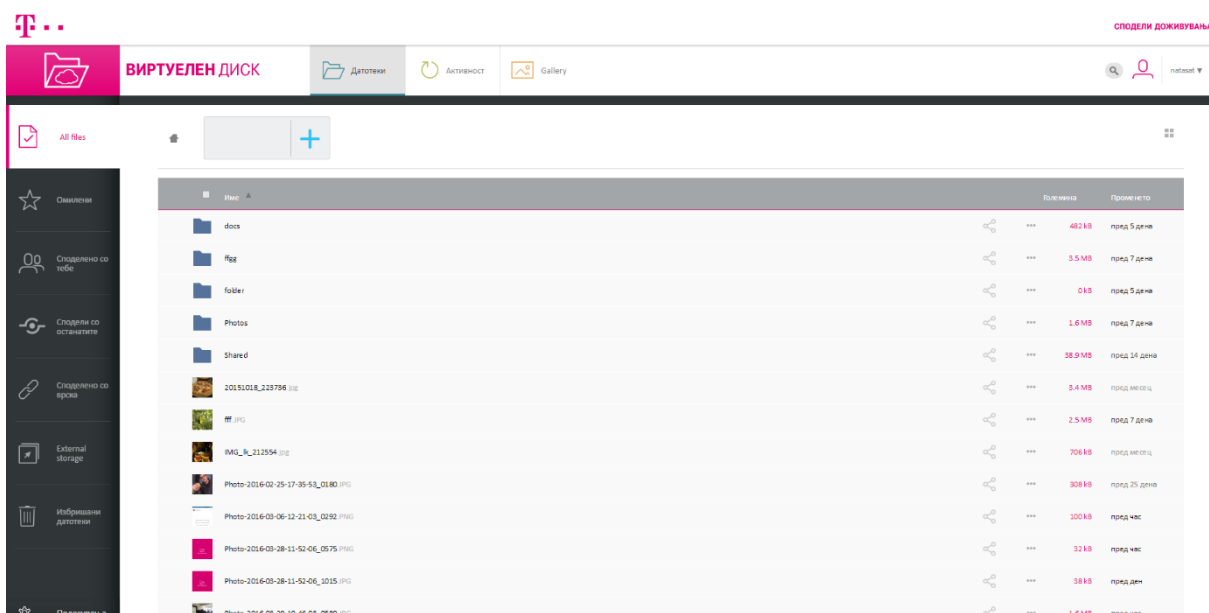 T
СПОДЕЛИ ДОЖИВУВАЊА
ВИРТУЕЛЕН ДИСК
Датотеки
Активност
Gallery
natasat
All files
Име
Големина
Променето
Омилени
docs
482 kB
пред 5 дена
Сподделено со
тебе
ffgg
3.5 MB
пред 7 дена
folder
0 kB
пред 5 дена
Сподели со
останатите
Photos
1.6 MB
пред 7 дена
Shared
38.9 MB
пред 14 дена
Споделено со
врска
20151018_223736.jpg
3.4 MB
пред месец
fff.JPG
2.5 MB
пред 7 дена
External
storage
IMG_lk_212554.jpg
706 kB
пред месец
Photo-2016-02-25-17-35-53_0180.JPG
308 kB
пред 25 дена
Избришани
датотеки
Photo-2016-03-06-12-21-03_0292.PNG
100 kB
пред час
Photo-2016-03-28-11-52-06_0575.PNG
32 kB
пред час
Photo-2016-03-28-11-52-06_1015.JPG
38 kB
пред ден